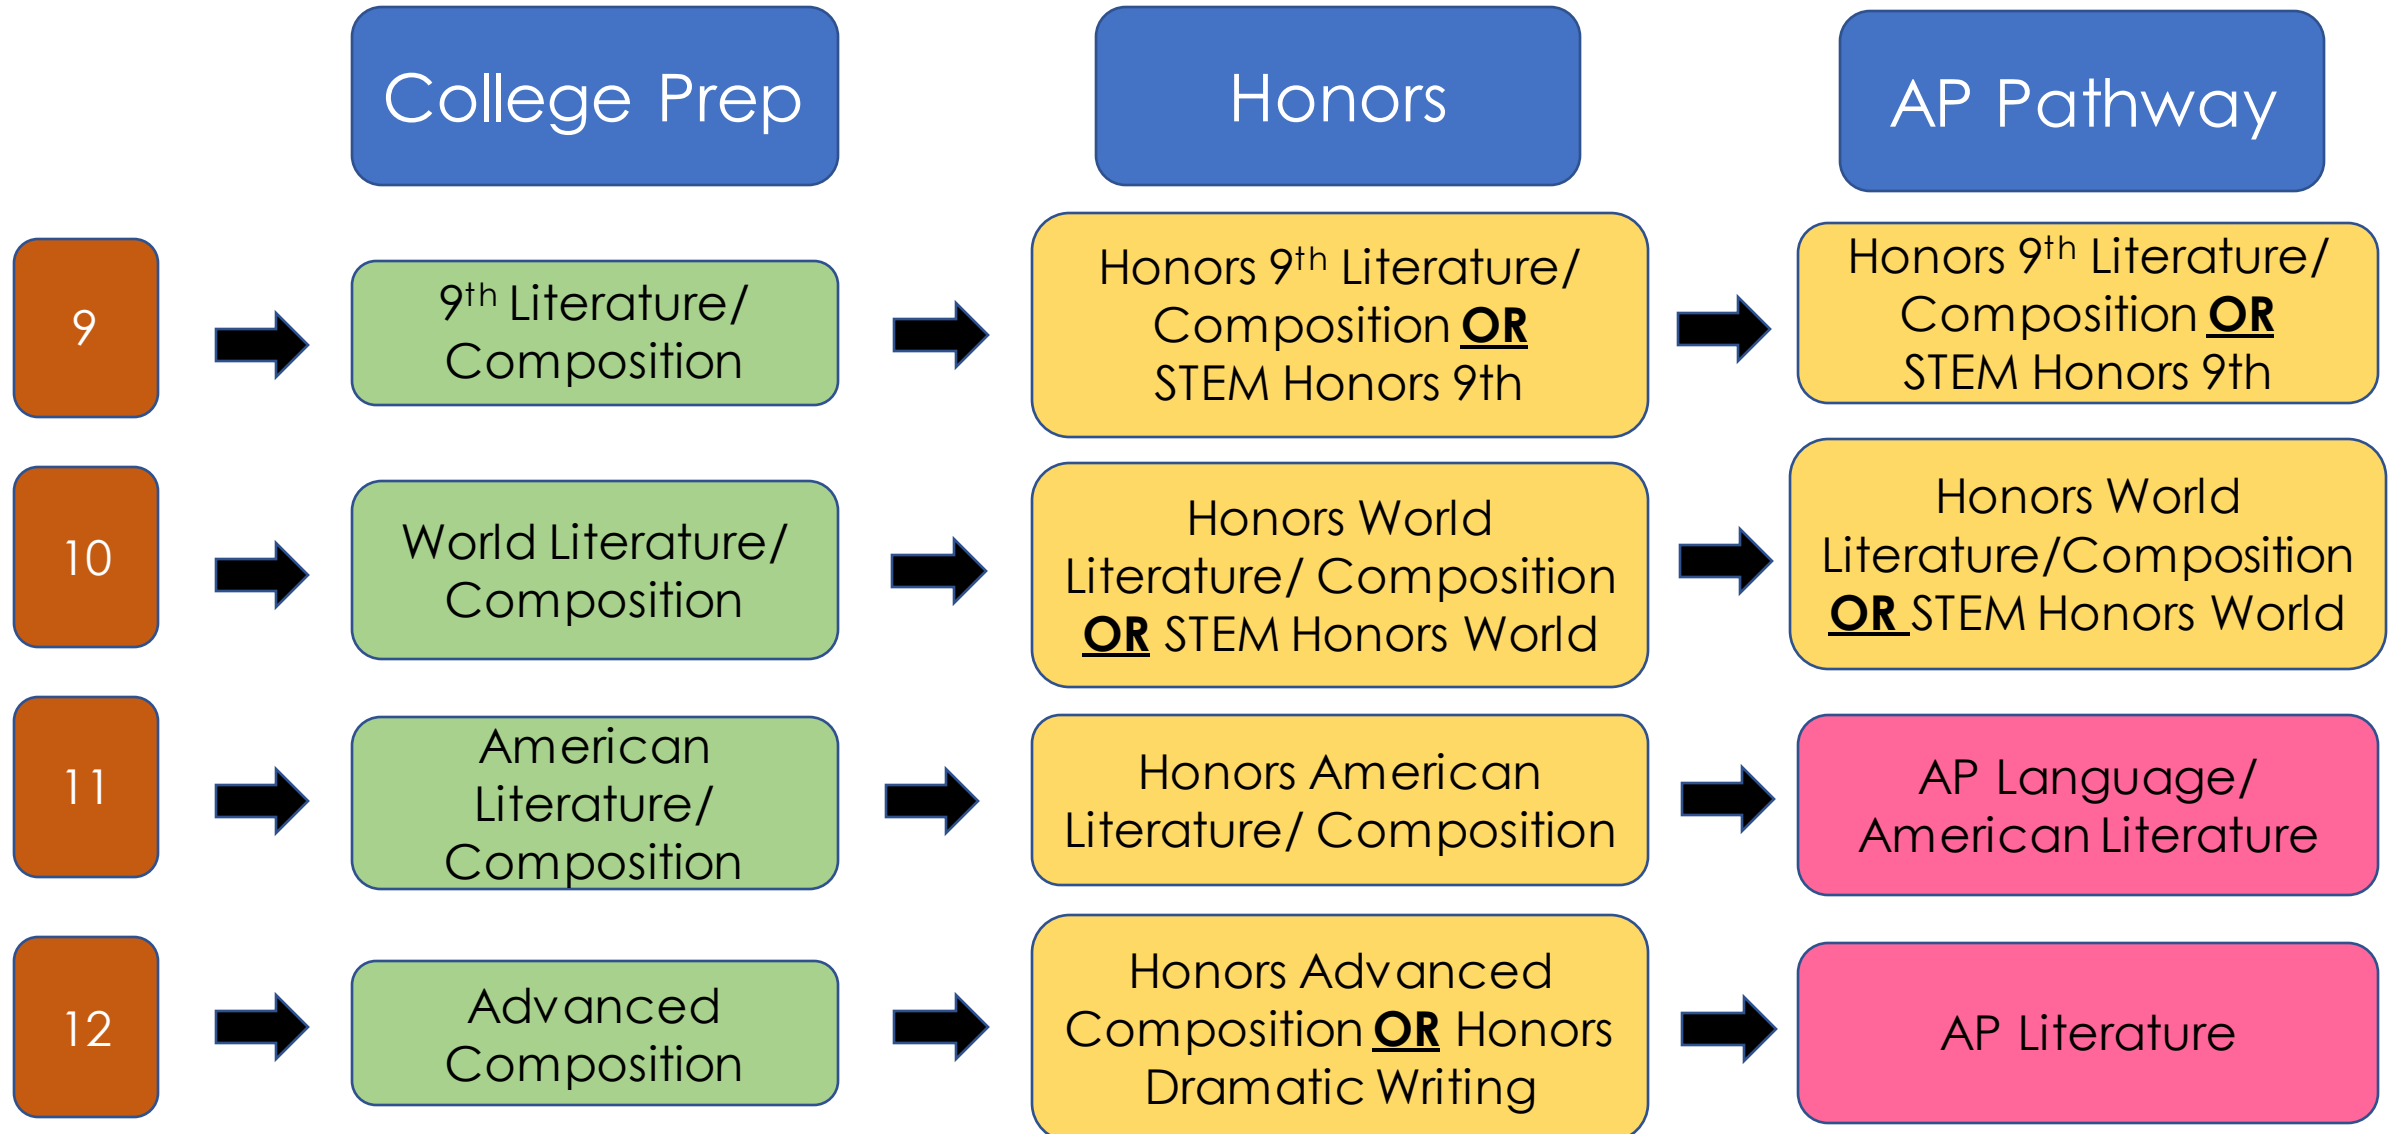 College Prep
Honors
AP Pathway
9
9th Literature/
Composition
Honors 9th Literature/
Composition OR
STEM Honors 9th
Honors 9th Literature/
Composition OR
STEM Honors 9th
10
World Literature/
Composition
Honors World
Literature/ Composition
OR STEM Honors World
Honors World
Literature/Composition
OR STEM Honors World
11
American
Literature/
Composition
Honors American
Literature/ Composition
AP Language/
American Literature
12
Advanced
Composition
Honors Advanced
Composition OR Honors
Dramatic Writing
AP Literature